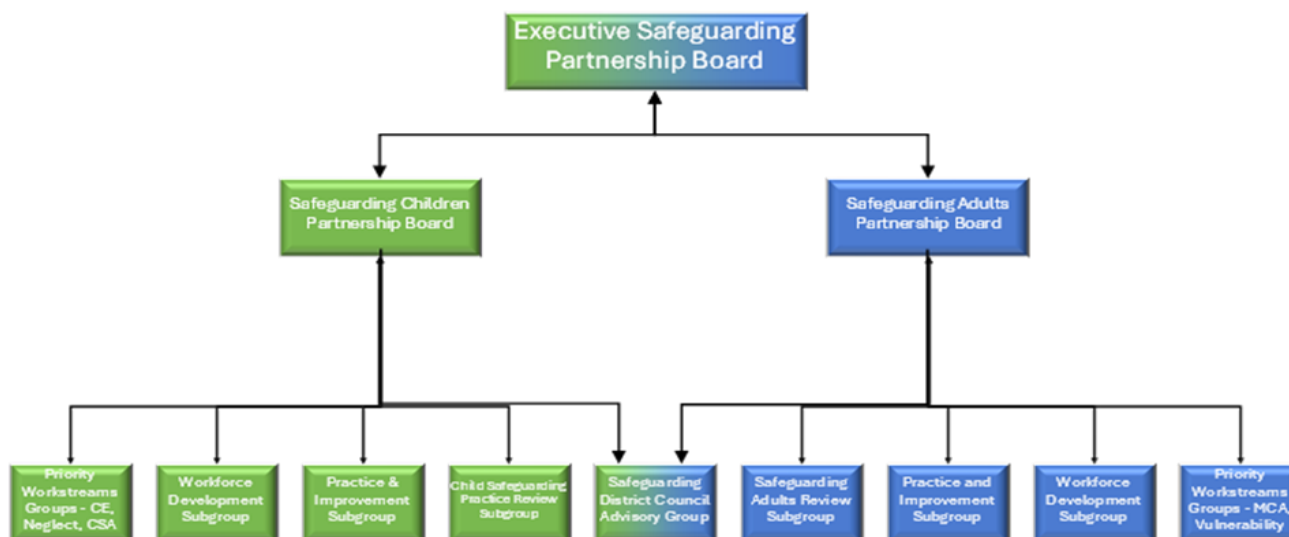 Executive Safeguarding
Partnership Board
Safeguarding Children
Partnership Board
Safeguarding Adults
Partnership Board
Priority
Workstreams
Groups - CE,
Neglect, CSA
Workforce
Development
Subgroup
Practice &
Improvement
Subgroup
Child Safeguarding
Practice Review
Subgroup
Safeguarding
District Council
Advisory Group
Safeguarding
Adults Review
Subgroup
Practice and
Improvement
Subgroup
Workforce
Development
Subgroup
Priority
Workstreams
Groups - MCA,
Vulnerability